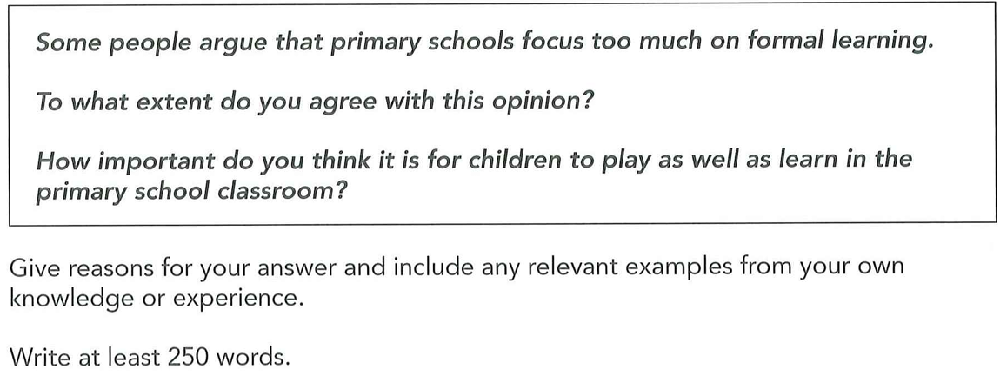 Some people argue that primary schools focus too much on formal learning.
To what extent do you agree with this opinion?
How important do you think it is for children to play as well as learn in the
primary school classroom?
Give reasons for your answer and include any relevant examples from your own
knowledge or experience.
Write at least 250 words.